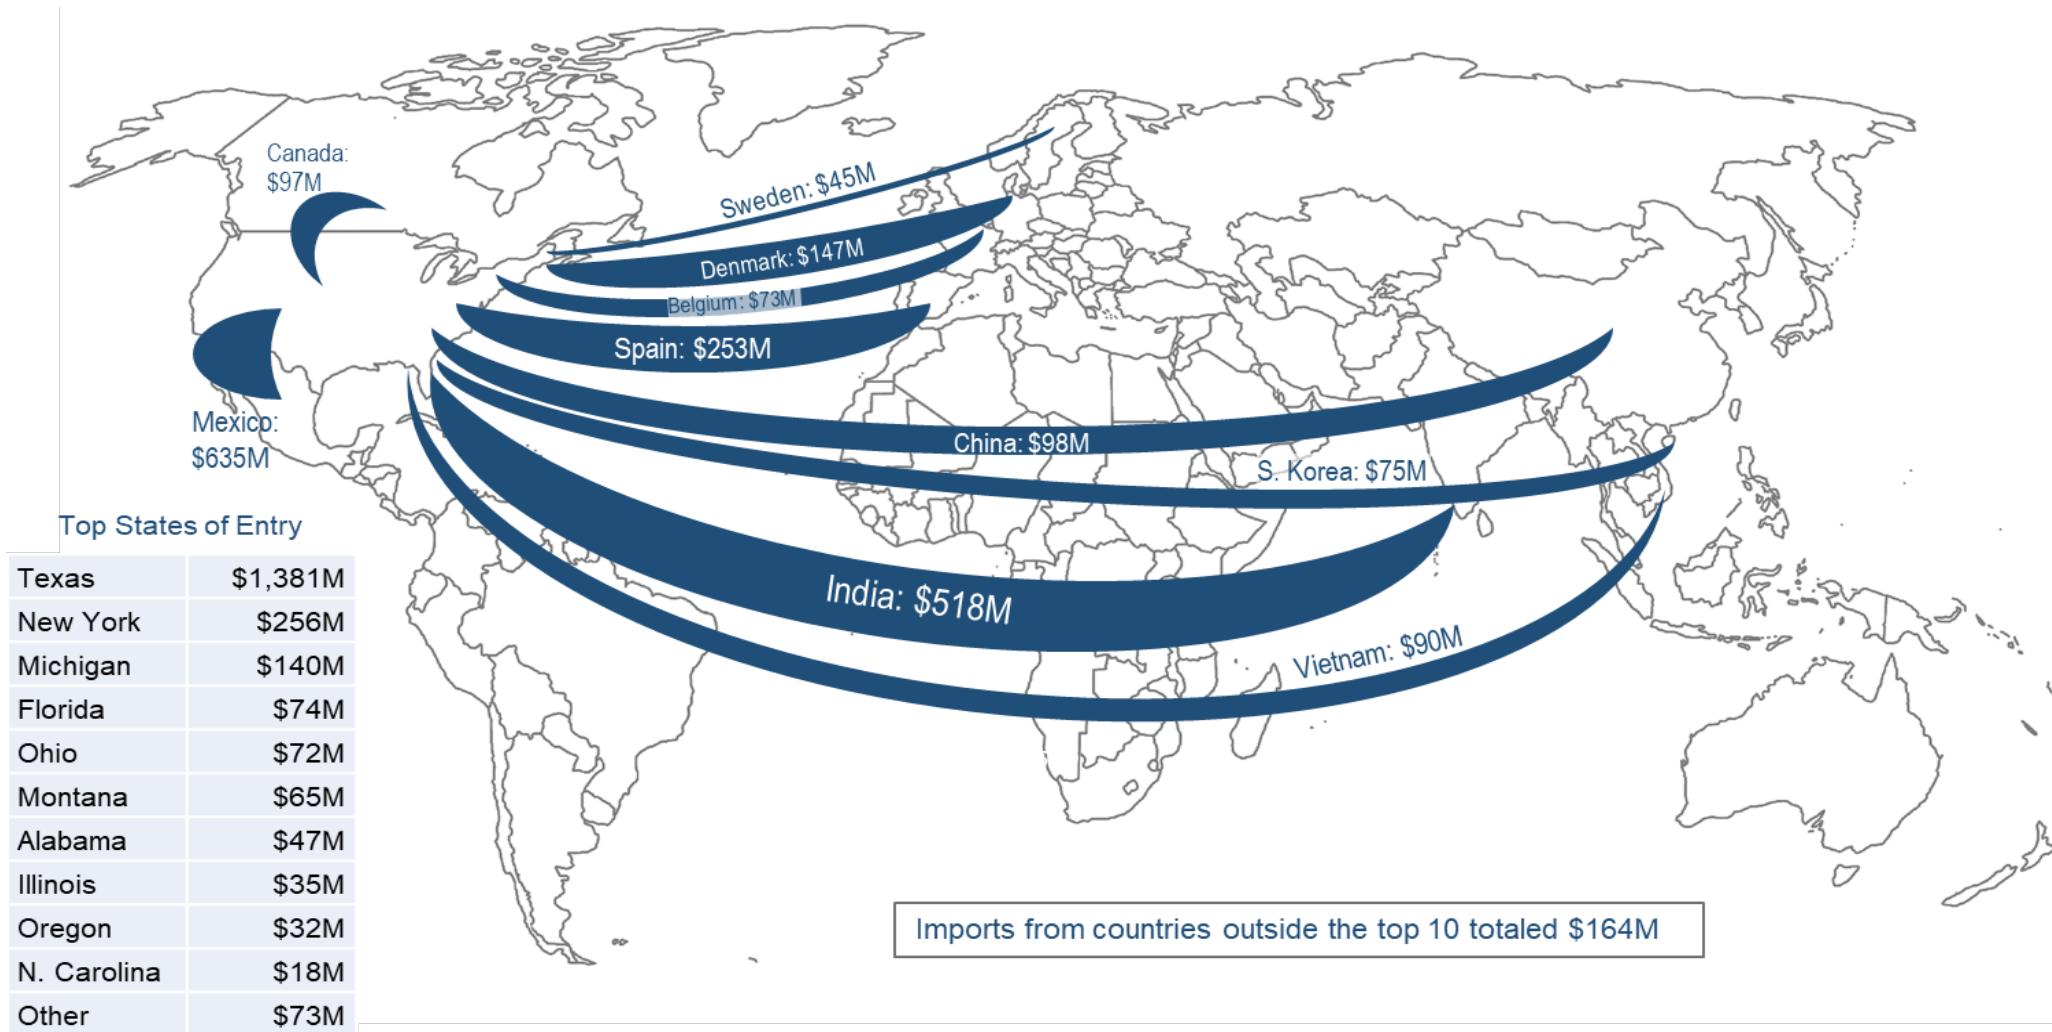 Canada:
$97M
Sweden: $45M
Denmark: $147M
Belgium: $73M
Spain: $253M
Mexico:
$635M
China: $98M
S. Korea: $75M
India: $518M
Vietnam: $90M
Top States of Entry
Texas $1,381M
New York $256M
Michigan $140M
Florida $74M
Ohio $72M
Montana $65M
Alabama $47M
Illinois $35M
Oregon $32M
N. Carolina $18M
Other $73M
Imports from countries outside the top 10 totaled $164M